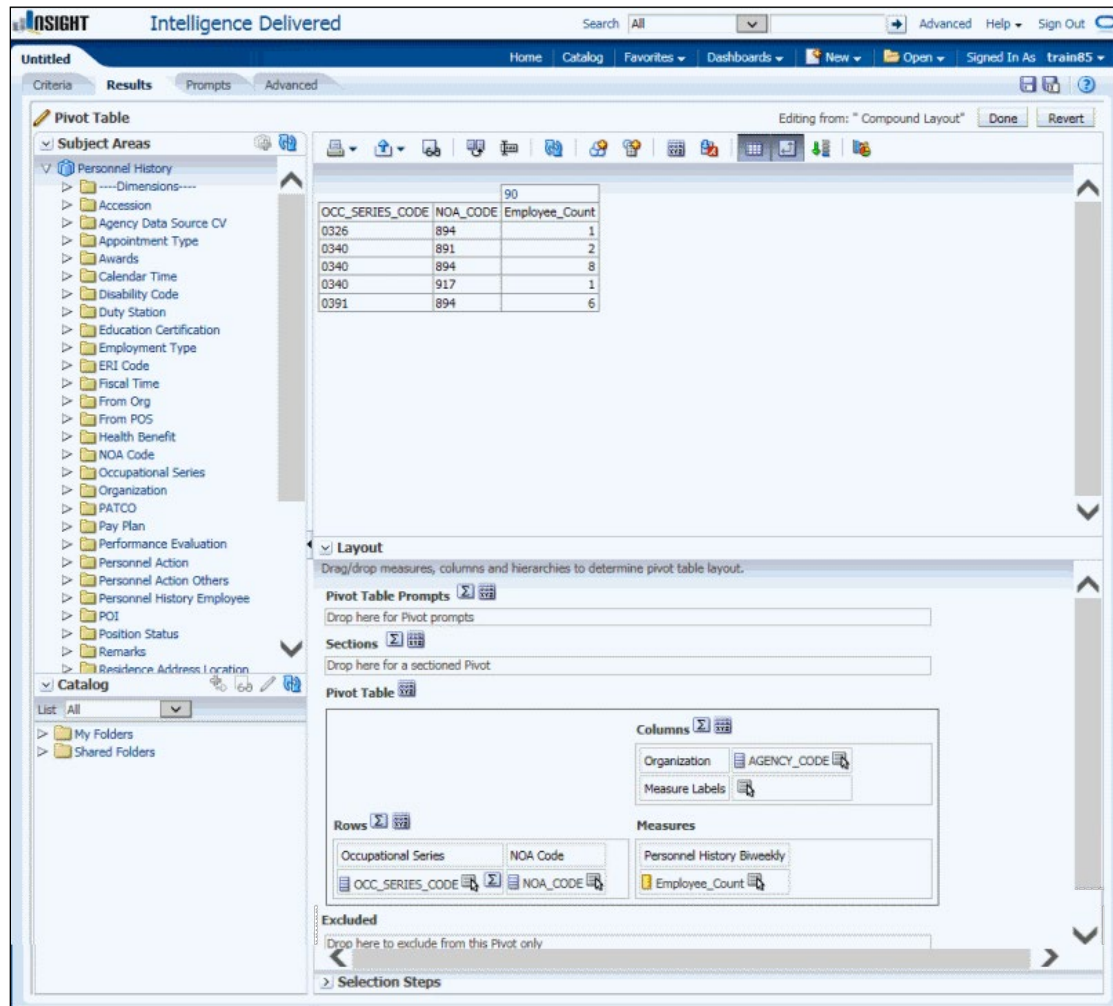 INSIGHT Intelligence Delivered Search All Advanced Help Sign Out
Untitled Home Catalog Favorites Dashboards New Open Signed In As train85
Criteria Results Prompts Advanced
Pivot Table Editing from: " Compound Layout" Done Revert
Subject Areas
Personnel History
----Dimensions----
Accession
Agency Data Source CV
Appointment Type
Awards
Calendar Time
Disability Code
Duty Station
Education Certification
Employment Type
ERI Code
Fiscal Time
From Org
From POS
Health Benefit
NOA Code
Occupational Series
Organization
PATCO
Pay Plan
Performance Evaluation
Personnel Action
Personnel Action Others
Personnel History Employee
POI
Position Status
Remarks
Residence Address Location
Catalog
List All
My Folders
Shared Folders
90
OCC_SERIES_CODE NOA_CODE Employee_Count
0326 894 1
0340 891 2
0340 894 8
0340 917 1
0391 894 6
Layout
Drag/drop measures, columns and hierarchies to determine pivot table layout.
Pivot Table Prompts
Drop here for Pivot prompts
Sections
Drop here for a sectioned Pivot
Pivot Table
Columns
Organization AGENCY_CODE
Measure Labels
Rows Measures
Occupational Series NOA Code Personnel History Biweekly
OCC_SERIES_CODE NOA_CODE Employee_Count
Excluded
Drop here to exclude from this Pivot only
Selection Steps